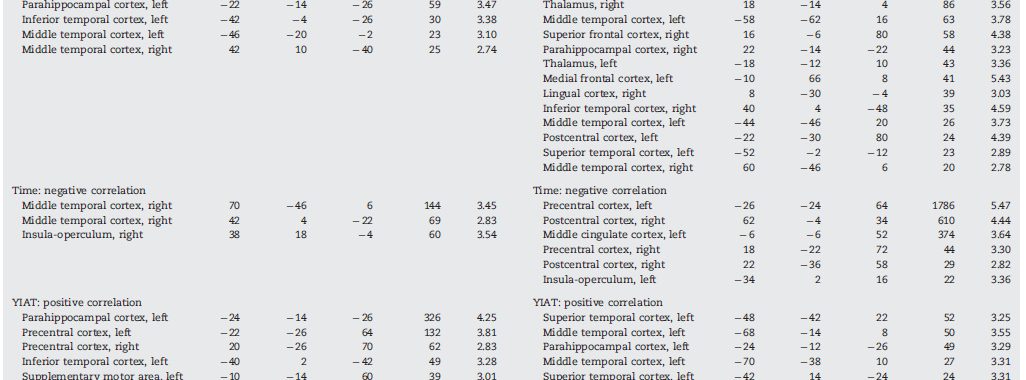 Parahippocampal cortex, left −22 −14 −26 59 3.47
Inferior temporal cortex, left −42 −4 −26 30 3.38
Middle temporal cortex, left −46 −20 −2 23 3.10
Middle temporal cortex, right 42 10 −40 25 2.74
Time: negative correlation
Middle temporal cortex, right 70 −46 6 144 3.45
Middle temporal cortex, right 42 4 −22 69 2.83
Insula-operculum, right 38 18 −4 60 3.54
YIAT: positive correlation
Parahippocampal cortex, left −24 −14 −26 326 4.25
Precentral cortex, left −22 −26 64 132 3.81
Precentral cortex, right 20 −26 70 62 2.83
Inferior temporal cortex, left −40 2 −42 49 3.28
Supplementary motor area, left −10 −14 60 39 3.01
Thalamus, right 18 −14 4 86 3.56
Middle temporal cortex, left −58 −62 16 63 3.78
Superior frontal cortex, right 16 −6 80 58 4.38
Parahippocampal cortex, right 22 −14 −22 44 3.23
Thalamus, left −18 −12 10 43 3.36
Medial frontal cortex, left −10 66 8 41 5.43
Lingual cortex, right 8 −30 −4 39 3.03
Inferior temporal cortex, right 40 4 −48 35 4.59
Middle temporal cortex, left −44 −46 20 26 3.73
Postcentral cortex, left −22 −30 80 24 4.39
Superior temporal cortex, left −52 −2 −12 23 2.89
Middle temporal cortex, right 60 −46 6 20 2.78
Time: negative correlation
Precentral cortex, left −26 −24 64 1786 5.47
Postcentral cortex, right 62 −4 34 610 4.44
Middle cingulate cortex, left −6 −6 52 374 3.64
Precentral cortex, right 18 −22 72 44 3.30
Postcentral cortex, right 22 −36 58 29 2.82
Insula-operculum, left −34 2 16 22 3.36
YIAT: positive correlation
Superior temporal cortex, left −48 −42 22 52 3.25
Middle temporal cortex, left −68 −14 8 50 3.55
Parahippocampal cortex, left −24 −12 −26 49 3.29
Middle temporal cortex, left −70 −38 10 27 3.31
Superior temporal cortex, left −42 14 −24 24 3.31